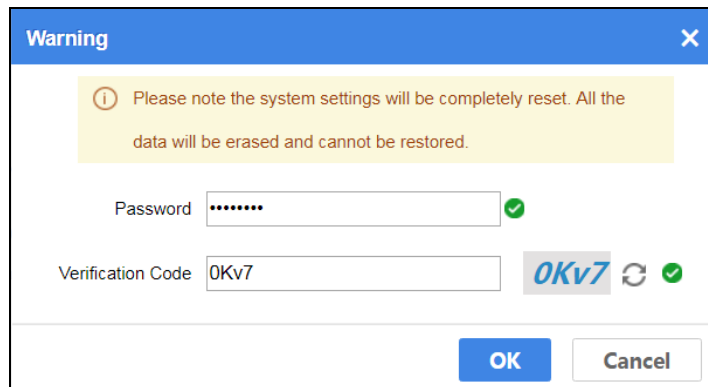 Warning
Please note the system settings will be completely reset. All the
data will be erased and cannot be restored.
Password ••••••••
Verification Code 0Kv7 0Kv7
OK Cancel